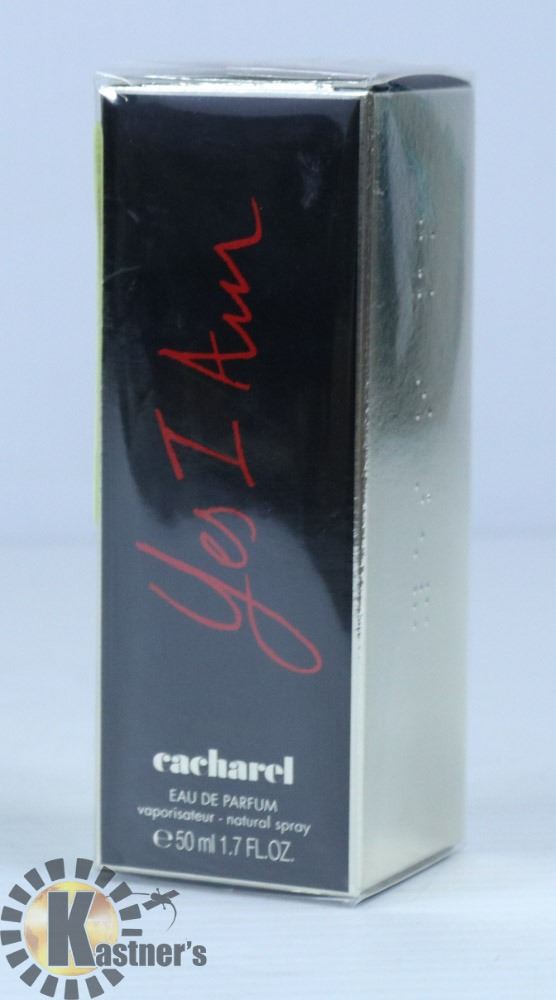 Yes I Am
cacharel
EAU DE PARFUM
vaporisateur - natural spray
℮ 50 ml 1.7 FL.OZ.
Kastner's